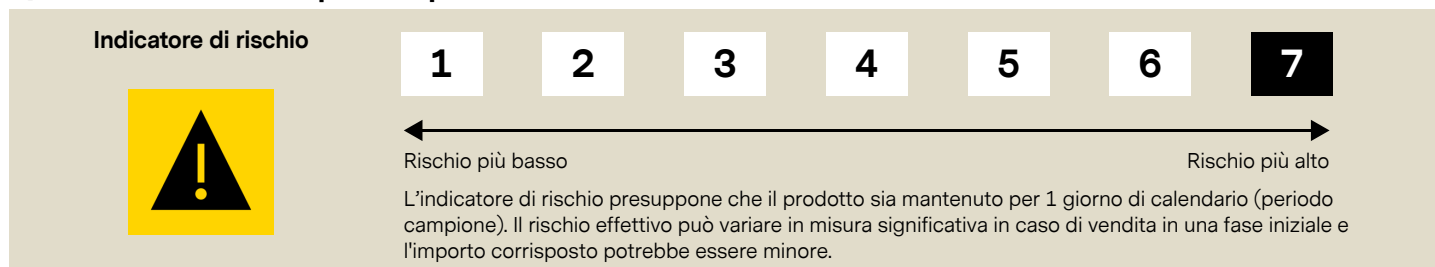 Indicatore di rischio
1 2 3 4 5 6 7
Rischio più basso Rischio più alto
L'indicatore di rischio presuppone che il prodotto sia mantenuto per 1 giorno di calendario (periodo
campione). Il rischio effettivo può variare in misura significativa in caso di vendita in una fase iniziale e
l'importo corrisposto potrebbe essere minore.